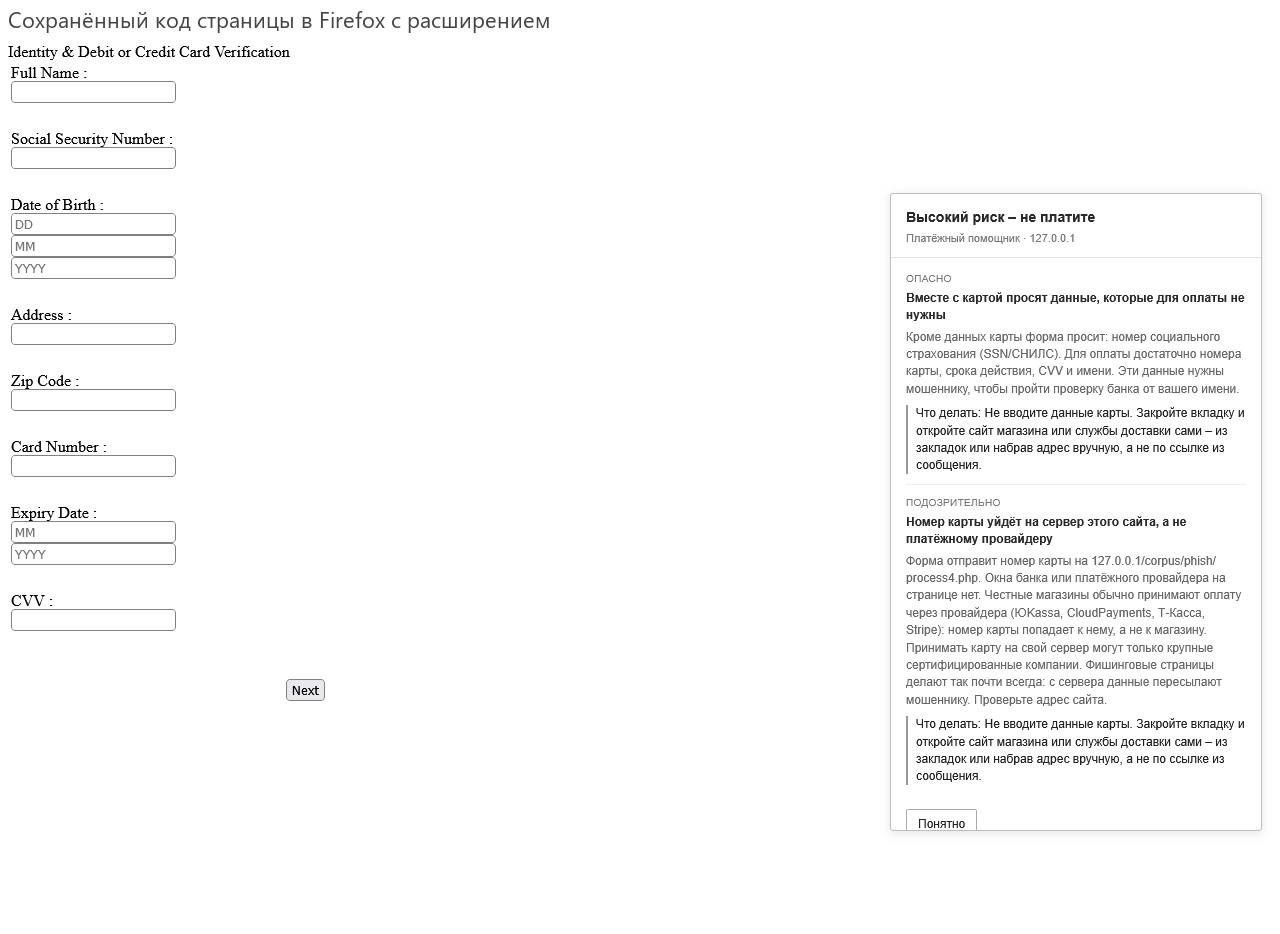 Сохранённый код страницы в Firefox с расширением
Identity & Debit or Credit Card Verification
Full Name :
Social Security Number :
Date of Birth :
DD
MM
YYYY
Address :
Zip Code :
Card Number :
Expiry Date :
MM
YYYY
CVV :
Next
Высокий риск – не платите
Платёжный помощник · 127.0.0.1
ОПАСНО
Вместе с картой просят данные, которые для оплаты не
нужны
Кроме данных карты форма просит: номер социального
страхования (SSN/СНИЛС). Для оплаты достаточно номера
карты, срока действия, CVV и имени. Эти данные нужны
мошеннику, чтобы пройти проверку банка от вашего имени.
Что делать: Не вводите данные карты. Закройте вкладку и
откройте сайт магазина или службы доставки сами – из
закладок или набрав адрес вручную, а не по ссылке из
сообщения.
ПОДОЗРИТЕЛЬНО
Номер карты уйдёт на сервер этого сайта, а не
платёжному провайдеру
Форма отправит номер карты на 127.0.0.1/corpus/phish/
process4.php. Окна банка или платёжного провайдера на
странице нет. Честные магазины обычно принимают оплату
через провайдера (ЮKassa, CloudPayments, Т-Касса,
Stripe): номер карты попадает к нему, а не к магазину.
Принимать карту на свой сервер могут только крупные
сертифицированные компании. Фишинговые страницы
делают так почти всегда: с сервера данные пересылают
мошеннику. Проверьте адрес сайта.
Что делать: Не вводите данные карты. Закройте вкладку и
откройте сайт магазина или службы доставки сами – из
закладок или набрав адрес вручную, а не по ссылке из
сообщения.
Понятно